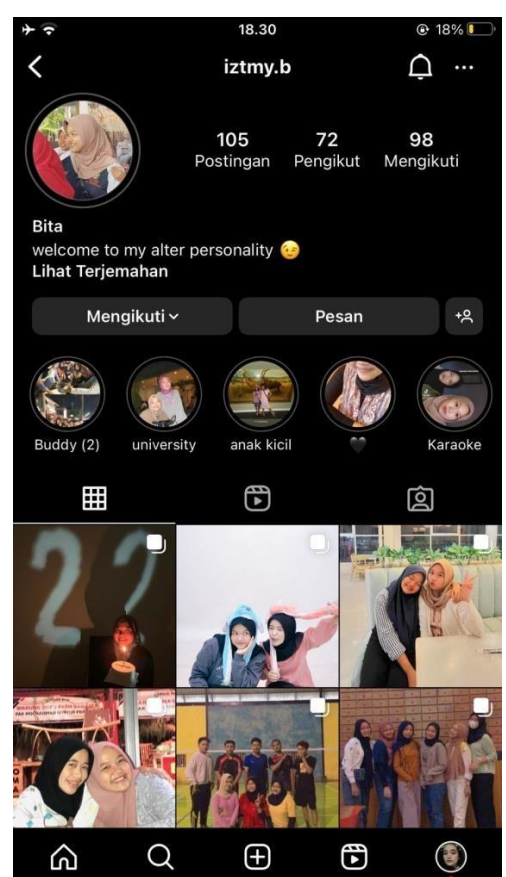 18.30
18%
iztmy.b
105 72 98
Postingan Pengikut Mengikuti
Bita
welcome to my alter personality 😉
Lihat Terjemahan
Mengikuti Pesan
Buddy (2) university anak kicil 🖤 Karaoke
22